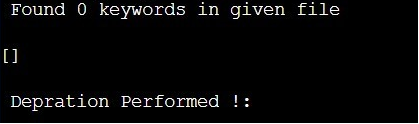 Found 0 keywords in given file
[]
Depration Performed !: